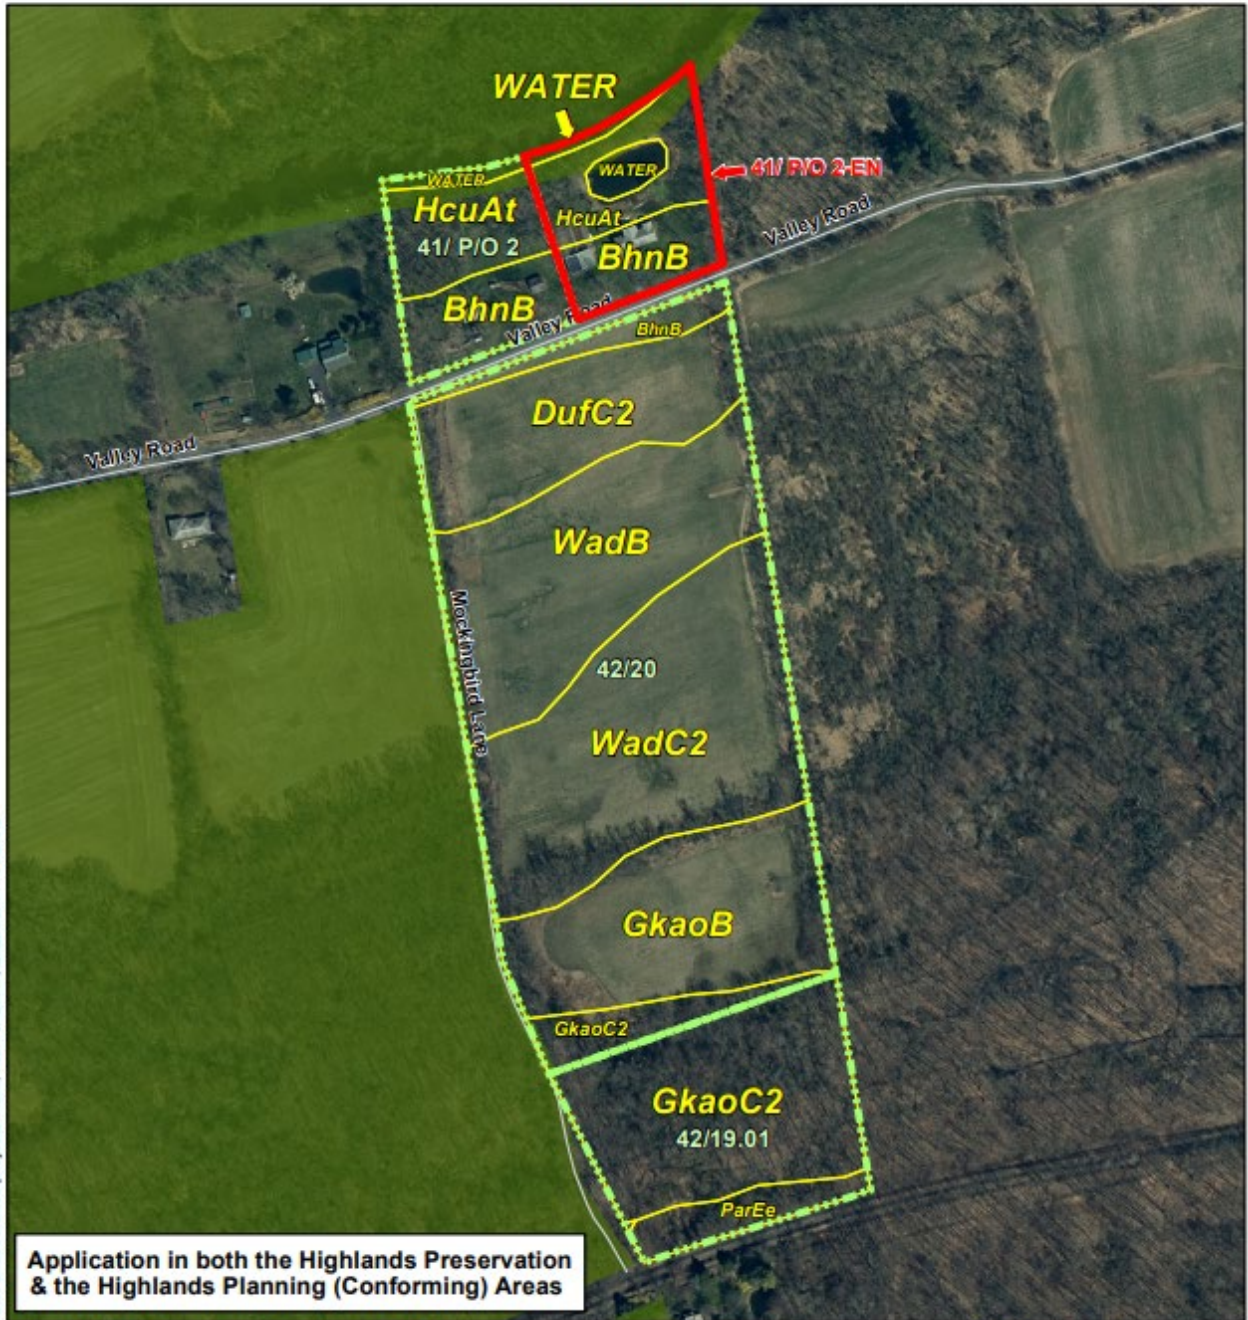 WATER
WATER
41/ P/O 2-EN
WATER
HcuAt
HcuAt
41/ P/O 2
Valley Road
BhnB
BhnB
Valley Road
BhnB
DufC2
Valley Road
WadB
Mockingbird Lane
42/20
WadC2
GkaoB
GkaoC2
GkaoC2
42/19.01
ParEe
Application in both the Highlands Preservation
& the Highlands Planning (Conforming) Areas